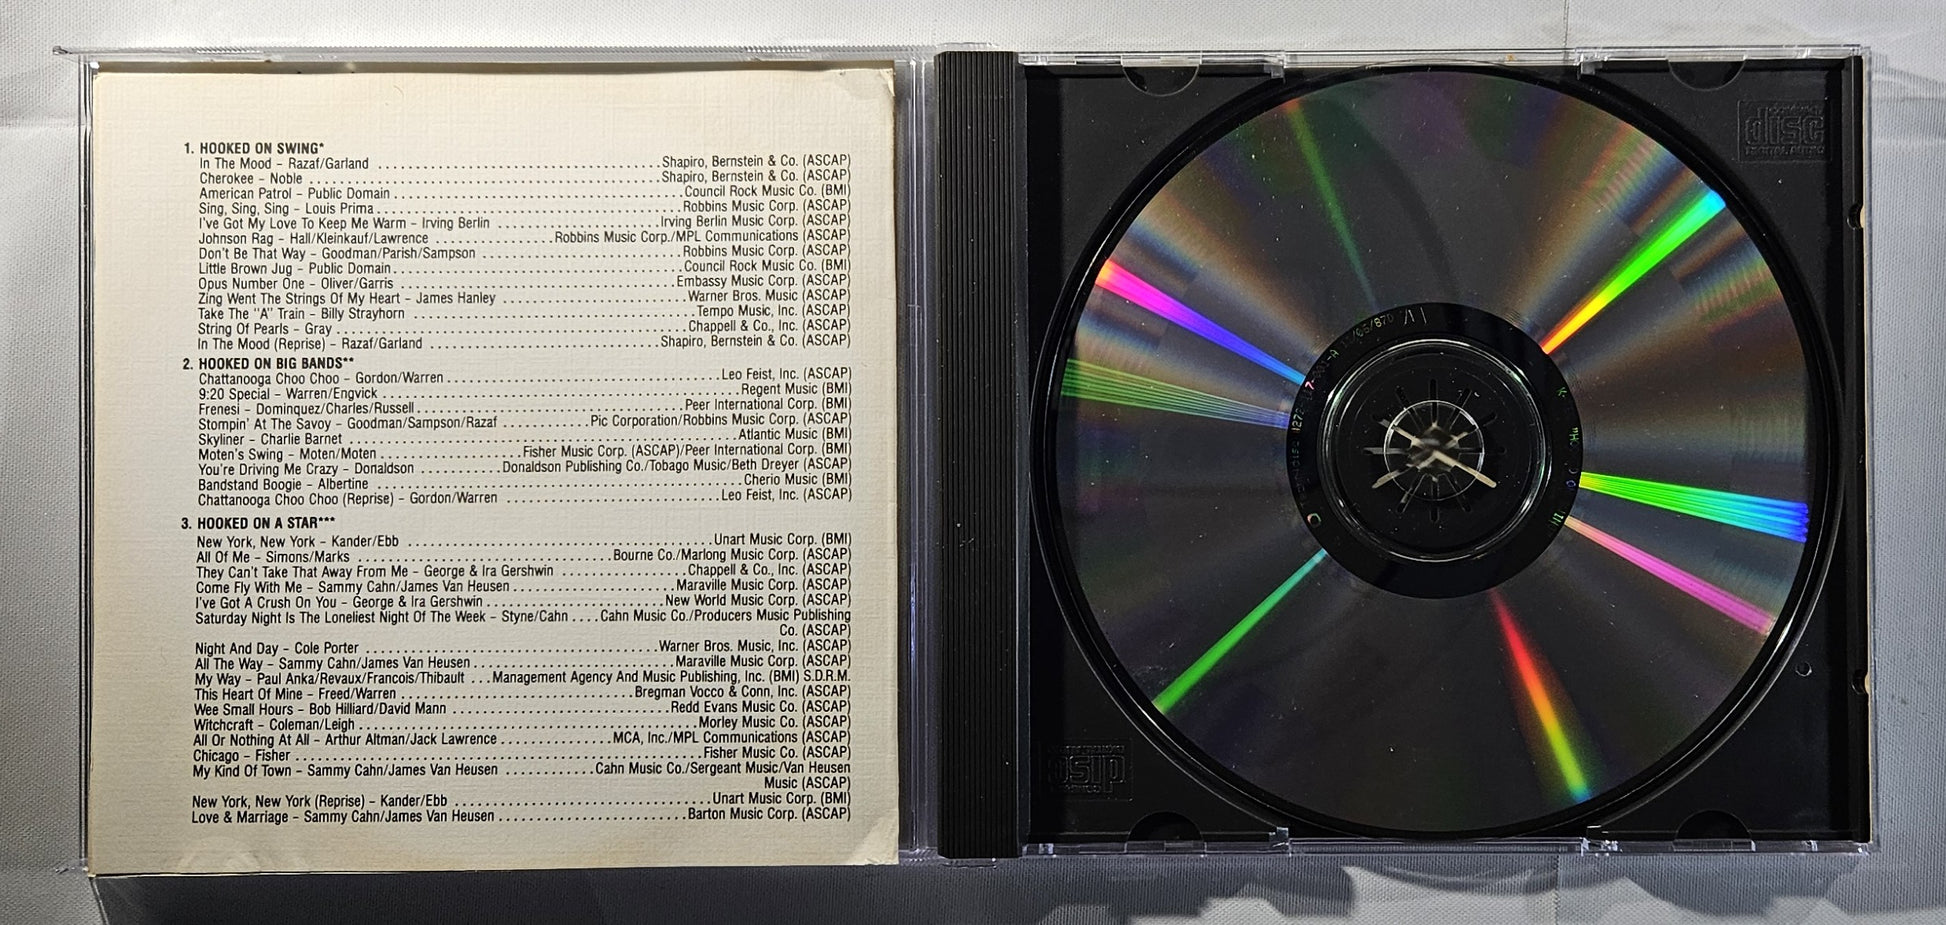 1. HOOKED ON SWING*
In The Mood – Razaf/Garland ..................................... Shapiro, Bernstein & Co. (ASCAP)
Cherokee – Noble ..................................... Shapiro, Bernstein & Co. (ASCAP)
American Patrol – Public Domain ..................................... Council Rock Music Co. (BMI)
Sing, Sing, Sing – Louis Prima ..................................... Robbins Music Corp. (ASCAP)
I've Got My Love To Keep Me Warm – Irving Berlin ..................... Irving Berlin Music Corp. (ASCAP)
Johnson Rag – Hall/Kleinkauf/Lawrence ............... Robbins Music Corp./MPL Communications (ASCAP)
Don't Be That Way – Goodman/Parish/Sampson ..................... Robbins Music Corp. (ASCAP)
Little Brown Jug – Public Domain ..................................... Council Rock Music Co. (BMI)
Opus Number One – Oliver/Garris ..................................... Embassy Music Corp. (ASCAP)
Zing Went The Strings Of My Heart – James Hanley ..................... Warner Bros. Music (ASCAP)
Take The "A" Train – Billy Strayhorn ..................................... Tempo Music, Inc. (ASCAP)
String Of Pearls – Gray ..................................... Chappell & Co., Inc. (ASCAP)
In The Mood (Reprise) – Razaf/Garland ..................... Shapiro, Bernstein & Co. (ASCAP)
2. HOOKED ON BIG BANDS**
Chattanooga Choo Choo – Gordon/Warren ..................................... Leo Feist, Inc. (ASCAP)
9:20 Special – Warren/Engvick ..................................... Regent Music (BMI)
Frenesi – Dominquez/Charles/Russell ..................................... Peer International Corp. (BMI)
Stompin' At The Savoy – Goodman/Sampson/Razaf ............... Pic Corporation/Robbins Music Corp. (ASCAP)
Skyliner – Charlie Barnet ..................................... Atlantic Music (BMI)
Moten's Swing – Moten/Moten ..................... Fisher Music Corp. (ASCAP)/Peer International Corp. (BMI)
You're Driving Me Crazy – Donaldson .......... Donaldson Publishing Co./Tobago Music/Beth Dreyer (ASCAP)
Bandstand Boogie – Albertine ..................................... Cherio Music (BMI)
Chattanooga Choo Choo (Reprise) – Gordon/Warren ..................... Leo Feist, Inc. (ASCAP)
3. HOOKED ON A STAR***
New York, New York – Kander/Ebb ..................................... Unart Music Corp. (BMI)
All Of Me – Simons/Marks ..................................... Bourne Co./Marlong Music Corp. (ASCAP)
They Can't Take That Away From Me – George & Ira Gershwin ............... Chappell & Co., Inc. (ASCAP)
Come Fly With Me – Sammy Cahn/James Van Heusen ..................... Maraville Music Corp. (ASCAP)
I've Got A Crush On You – George & Ira Gershwin ..................... New World Music Corp. (ASCAP)
Saturday Night Is The Loneliest Night Of The Week – Styne/Cahn .... Cahn Music Co./Producers Music Publishing
Co. (ASCAP)
Night And Day – Cole Porter ..................................... Warner Bros. Music, Inc. (ASCAP)
All The Way – Sammy Cahn/James Van Heusen ..................... Maraville Music Corp. (ASCAP)
My Way – Paul Anka/Revaux/Francois/Thibault ... Management Agency And Music Publishing, Inc. (BMI) S.D.R.M.
This Heart Of Mine – Freed/Warren ..................... Bregman Vocco & Conn, Inc. (ASCAP)
Wee Small Hours – Bob Hilliard/David Mann ..................... Redd Evans Music Co. (ASCAP)
Witchcraft – Coleman/Leigh ..................................... Morley Music Co. (ASCAP)
All Or Nothing At All – Arthur Altman/Jack Lawrence ............... MCA, Inc./MPL Communications (ASCAP)
Chicago – Fisher ..................................... Fisher Music Co. (ASCAP)
My Kind Of Town – Sammy Cahn/James Van Heusen ............ Cahn Music Co./Sergeant Music/Van Heusen
Music (ASCAP)
New York, New York (Reprise) – Kander/Ebb ..................... Unart Music Corp. (BMI)
Love & Marriage – Sammy Cahn/James Van Heusen ..................... Barton Music Corp. (ASCAP)
disc
DIGITAL AUDIO
disc